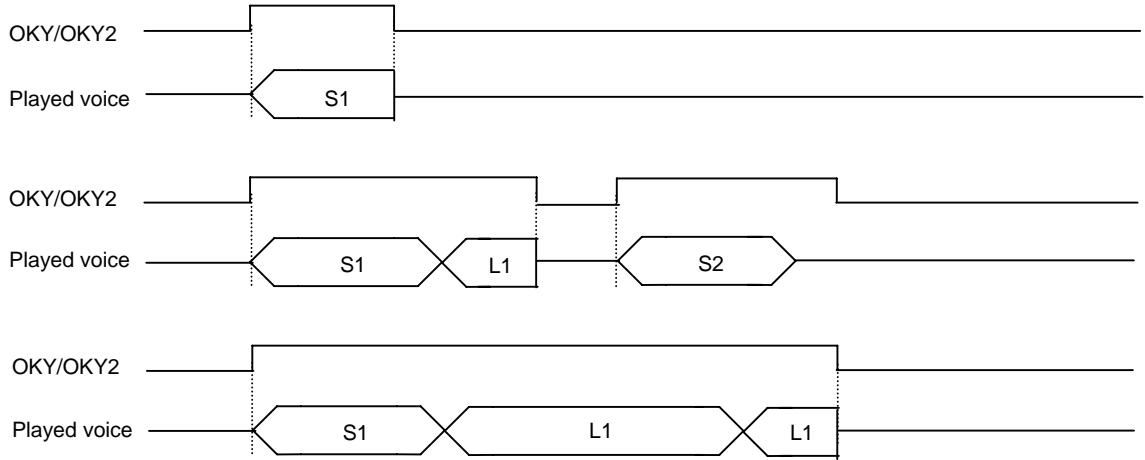 OKY/OKY2
Played voice S1
OKY/OKY2
Played voice S1 L1 S2
OKY/OKY2
Played voice S1 L1 L1